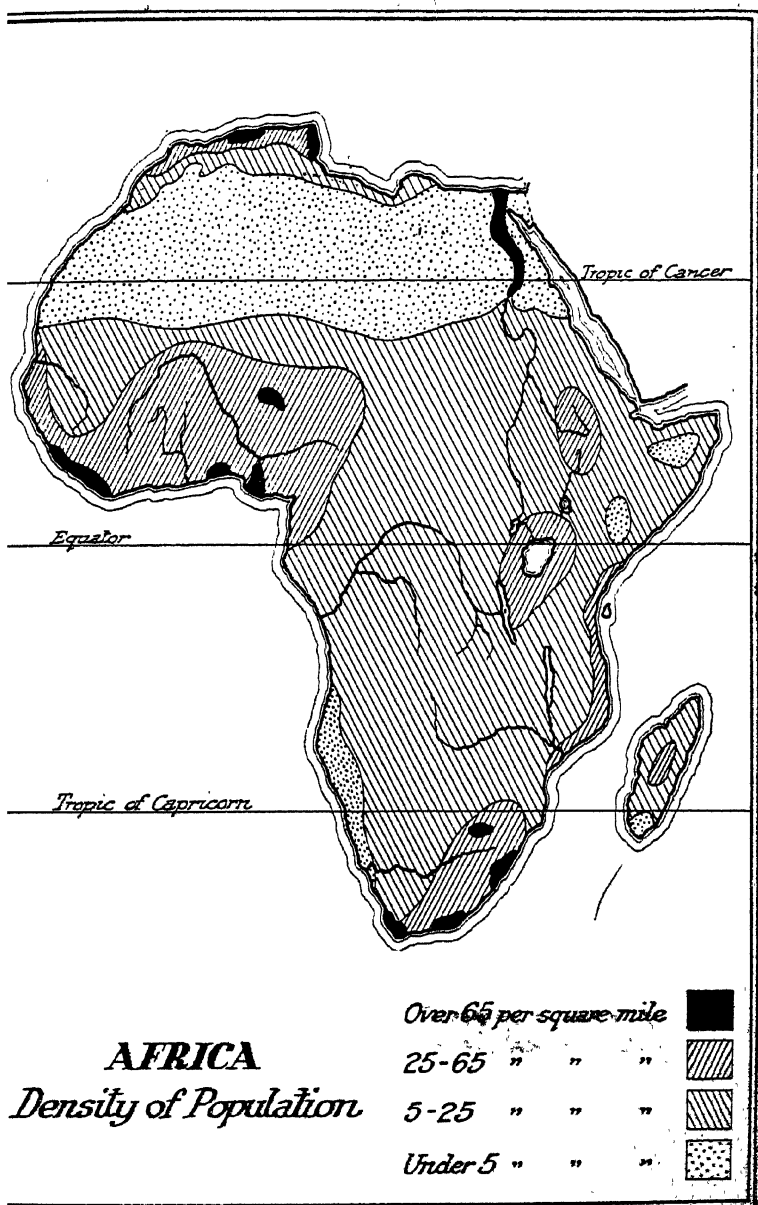 Tropic of Cancer
Equator
Tropic of Capricorn
AFRICA
Density of Population
Over 65 per square mile
25-65 " " "
5-25 " " "
Under 5 " " "